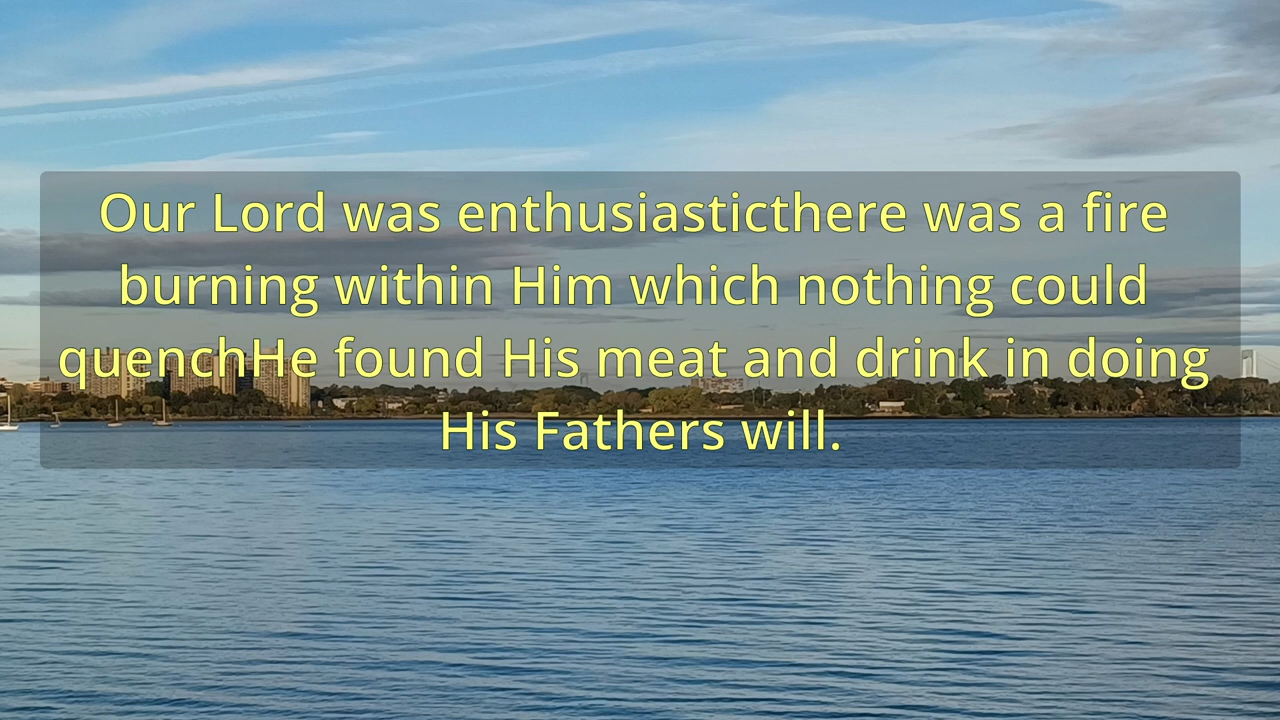 Our Lord was enthusiasticthere was a fire
burning within Him which nothing could
quenchHe found His meat and drink in doing
His Fathers will.